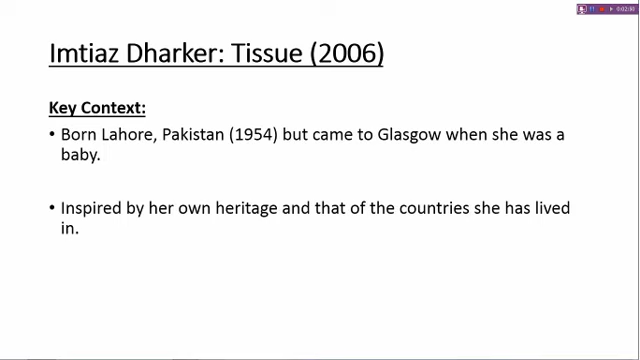 Imtiaz Dharker: Tissue (2006)
Key Context:
• Born Lahore, Pakistan (1954) but came to Glasgow when she was a
baby.
• Inspired by her own heritage and that of the countries she has lived
in.